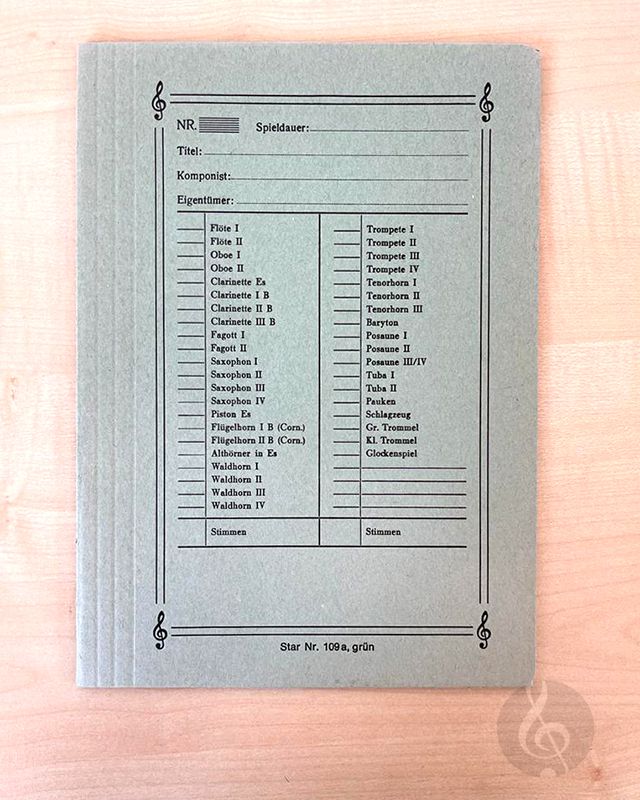 NR.
Spieldauer:
Titel:
Komponist:
Eigentümer:
Flöte I
Flöte II
Oboe I
Oboe II
Clarinette Es
Clarinette I B
Clarinette II B
Clarinette III B
Fagott I
Fagott II
Saxophon I
Saxophon II
Saxophon III
Saxophon IV
Piston Es
Flügelhorn I B (Corn.)
Flügelhorn II B (Corn.)
Althörner in Es
Waldhorn I
Waldhorn II
Waldhorn III
Waldhorn IV
Stimmen
Trompete I
Trompete II
Trompete III
Trompete IV
Tenorhorn I
Tenorhorn II
Tenorhorn III
Baryton
Posaune I
Posaune II
Posaune III/IV
Tuba I
Tuba II
Pauken
Schlagzeug
Gr. Trommel
Kl. Trommel
Glockenspiel
Stimmen
Star Nr. 109a, grün